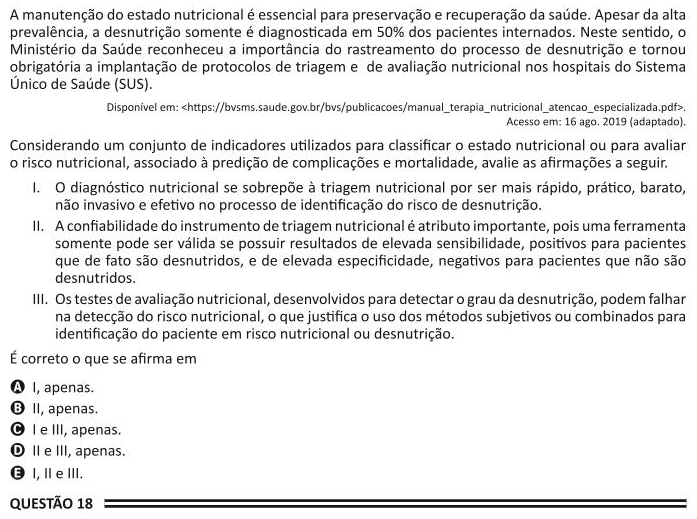 A manutenção do estado nutricional é essencial para preservação e recuperação da saúde. Apesar da alta
prevalência, a desnutrição somente é diagnosticada em 50% dos pacientes internados. Neste sentido, o
Ministério da Saúde reconheceu a importância do rastreamento do processo de desnutrição e tornou
obrigatória a implantação de protocolos de triagem e de avaliação nutricional nos hospitais do Sistema
Único de Saúde (SUS).
Disponível em: <https://bvsms.saude.gov.br/bvs/publicacoes/manual_terapia_nutricional_atencao_especializada.pdf>.
Acesso em: 16 ago. 2019 (adaptado).
Considerando um conjunto de indicadores utilizados para classificar o estado nutricional ou para avaliar
o risco nutricional, associado à predição de complicações e mortalidade, avalie as afirmações a seguir.
I. O diagnóstico nutricional se sobrepõe à triagem nutricional por ser mais rápido, prático, barato,
não invasivo e efetivo no processo de identificação do risco de desnutrição.
II. A confiabilidade do instrumento de triagem nutricional é atributo importante, pois uma ferramenta
somente pode ser válida se possuir resultados de elevada sensibilidade, positivos para pacientes
que de fato são desnutridos, e de elevada especificidade, negativos para pacientes que não são
desnutridos.
III. Os testes de avaliação nutricional, desenvolvidos para detectar o grau da desnutrição, podem falhar
na detecção do risco nutricional, o que justifica o uso dos métodos subjetivos ou combinados para
identificação do paciente em risco nutricional ou desnutrição.
É correto o que se afirma em
A I, apenas.
B II, apenas.
C I e III, apenas.
D II e III, apenas.
E I, II e III.
QUESTÃO 18